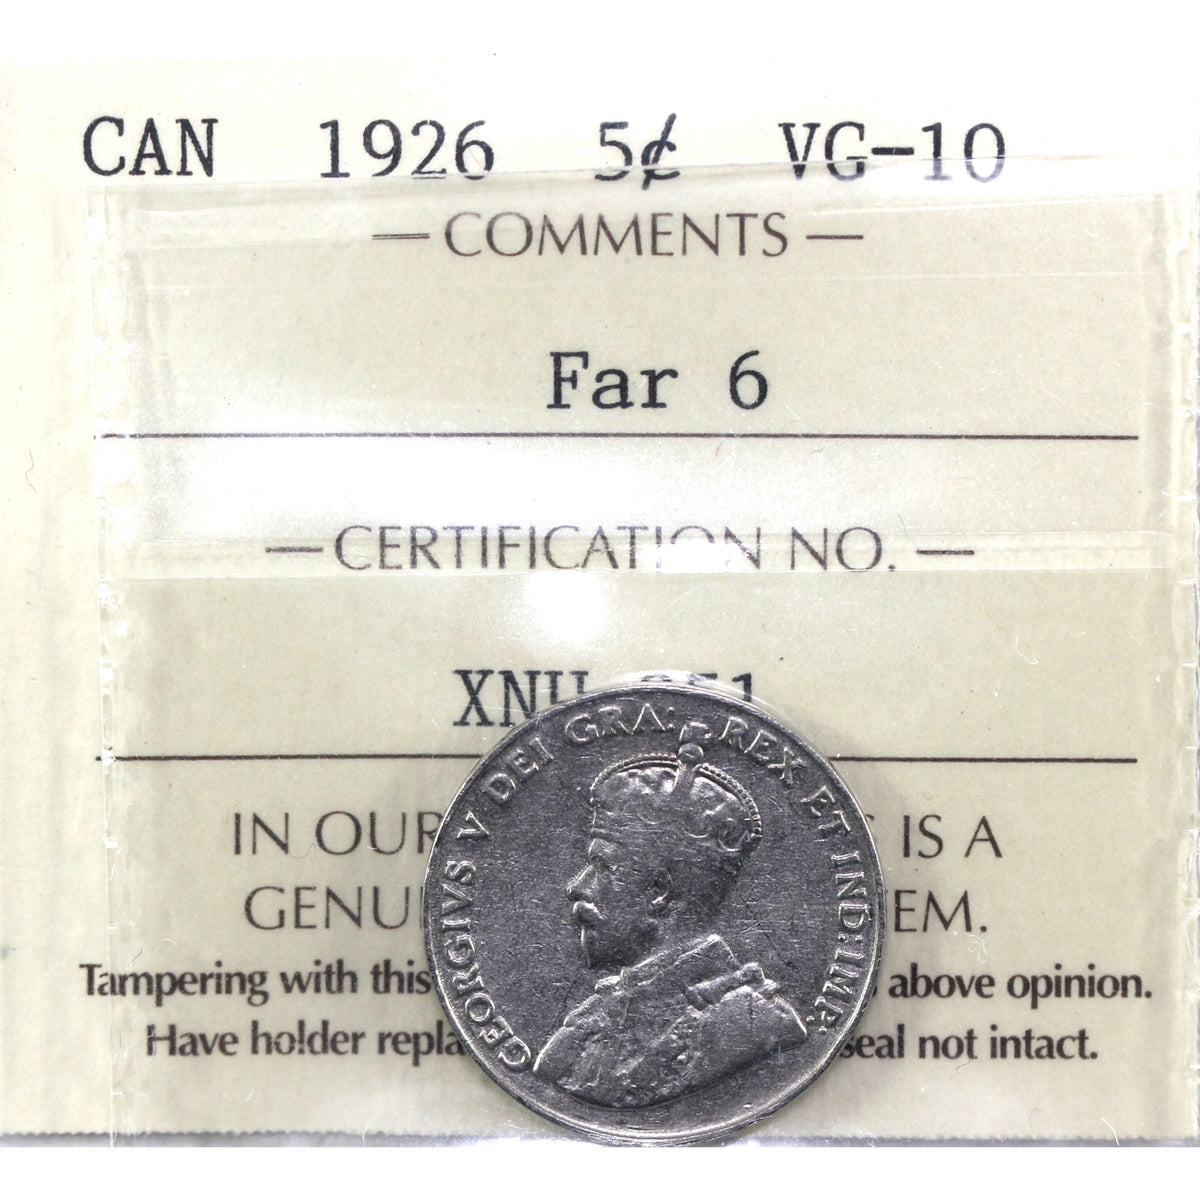 CAN 1926 5¢ VG-10
— COMMENTS —
Far 6
— CERTIFICATION NO. —
IN OUR IS A
GENU EM.
Tampering with this above opinion.
Have holder repla seal not intact.
GEORGIVS V DEI GRA: REX ET IND:IMP: